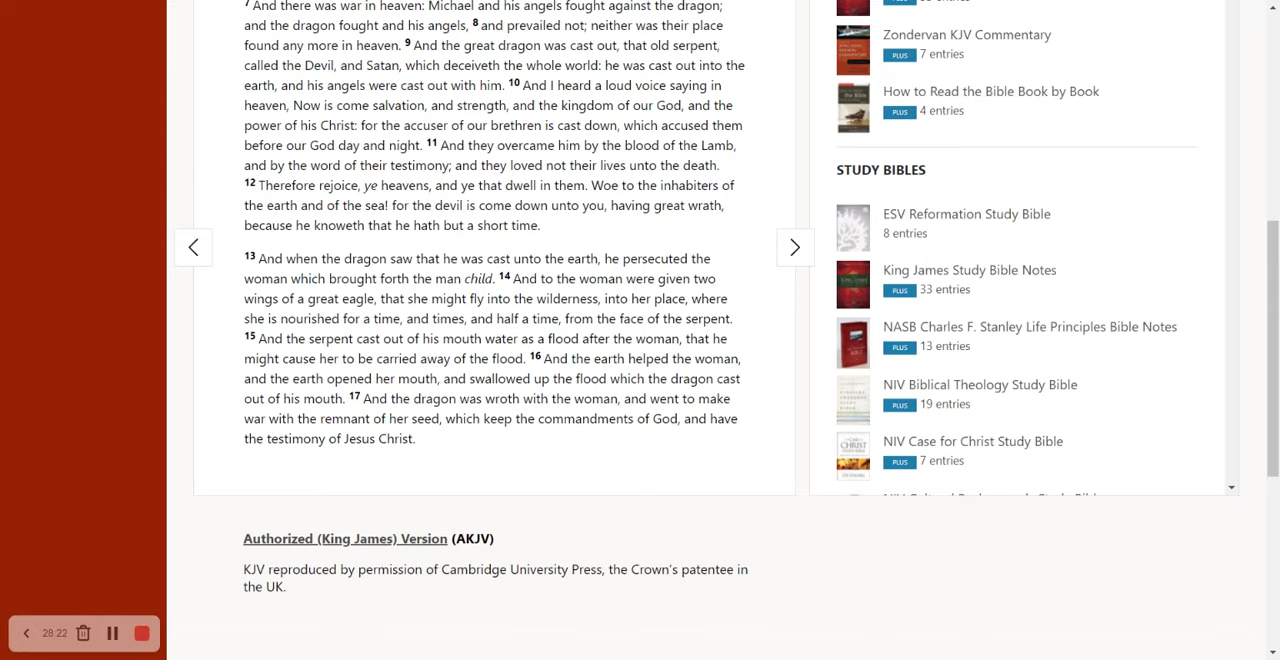 7 And there was war in heaven: Michael and his angels fought against the dragon;
and the dragon fought and his angels, 8 and prevailed not; neither was their place
found any more in heaven. 9 And the great dragon was cast out, that old serpent,
called the Devil, and Satan, which deceiveth the whole world: he was cast out into the
earth, and his angels were cast out with him. 10 And I heard a loud voice saying in
heaven, Now is come salvation, and strength, and the kingdom of our God, and the
power of his Christ: for the accuser of our brethren is cast down, which accused them
before our God day and night. 11 And they overcame him by the blood of the Lamb,
and by the word of their testimony; and they loved not their lives unto the death.
12 Therefore rejoice, ye heavens, and ye that dwell in them. Woe to the inhabiters of
the earth and of the sea! for the devil is come down unto you, having great wrath,
because he knoweth that he hath but a short time.
13 And when the dragon saw that he was cast unto the earth, he persecuted the
woman which brought forth the man child. 14 And to the woman were given two
wings of a great eagle, that she might fly into the wilderness, into her place, where
she is nourished for a time, and times, and half a time, from the face of the serpent.
15 And the serpent cast out of his mouth water as a flood after the woman, that he
might cause her to be carried away of the flood. 16 And the earth helped the woman,
and the earth opened her mouth, and swallowed up the flood which the dragon cast
out of his mouth. 17 And the dragon was wroth with the woman, and went to make
war with the remnant of her seed, which keep the commandments of God, and have
the testimony of Jesus Christ.
Authorized (King James) Version (AKJV)
KJV reproduced by permission of Cambridge University Press, the Crown's patentee in
the UK.
Zondervan KJV Commentary
PLUS 7 entries
How to Read the Bible Book by Book
PLUS 4 entries
STUDY BIBLES
ESV Reformation Study Bible
8 entries
King James Study Bible Notes
PLUS 33 entries
NASB Charles F. Stanley Life Principles Bible Notes
PLUS 13 entries
NIV Biblical Theology Study Bible
PLUS 19 entries
NIV Case for Christ Study Bible
PLUS 7 entries
28:22